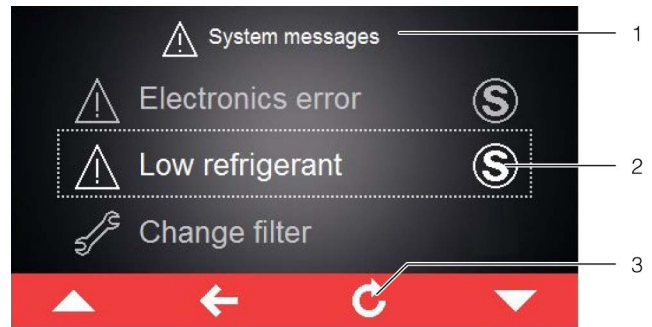 System messages 1
Electronics error S
Low refrigerant S 2
Change filter
3